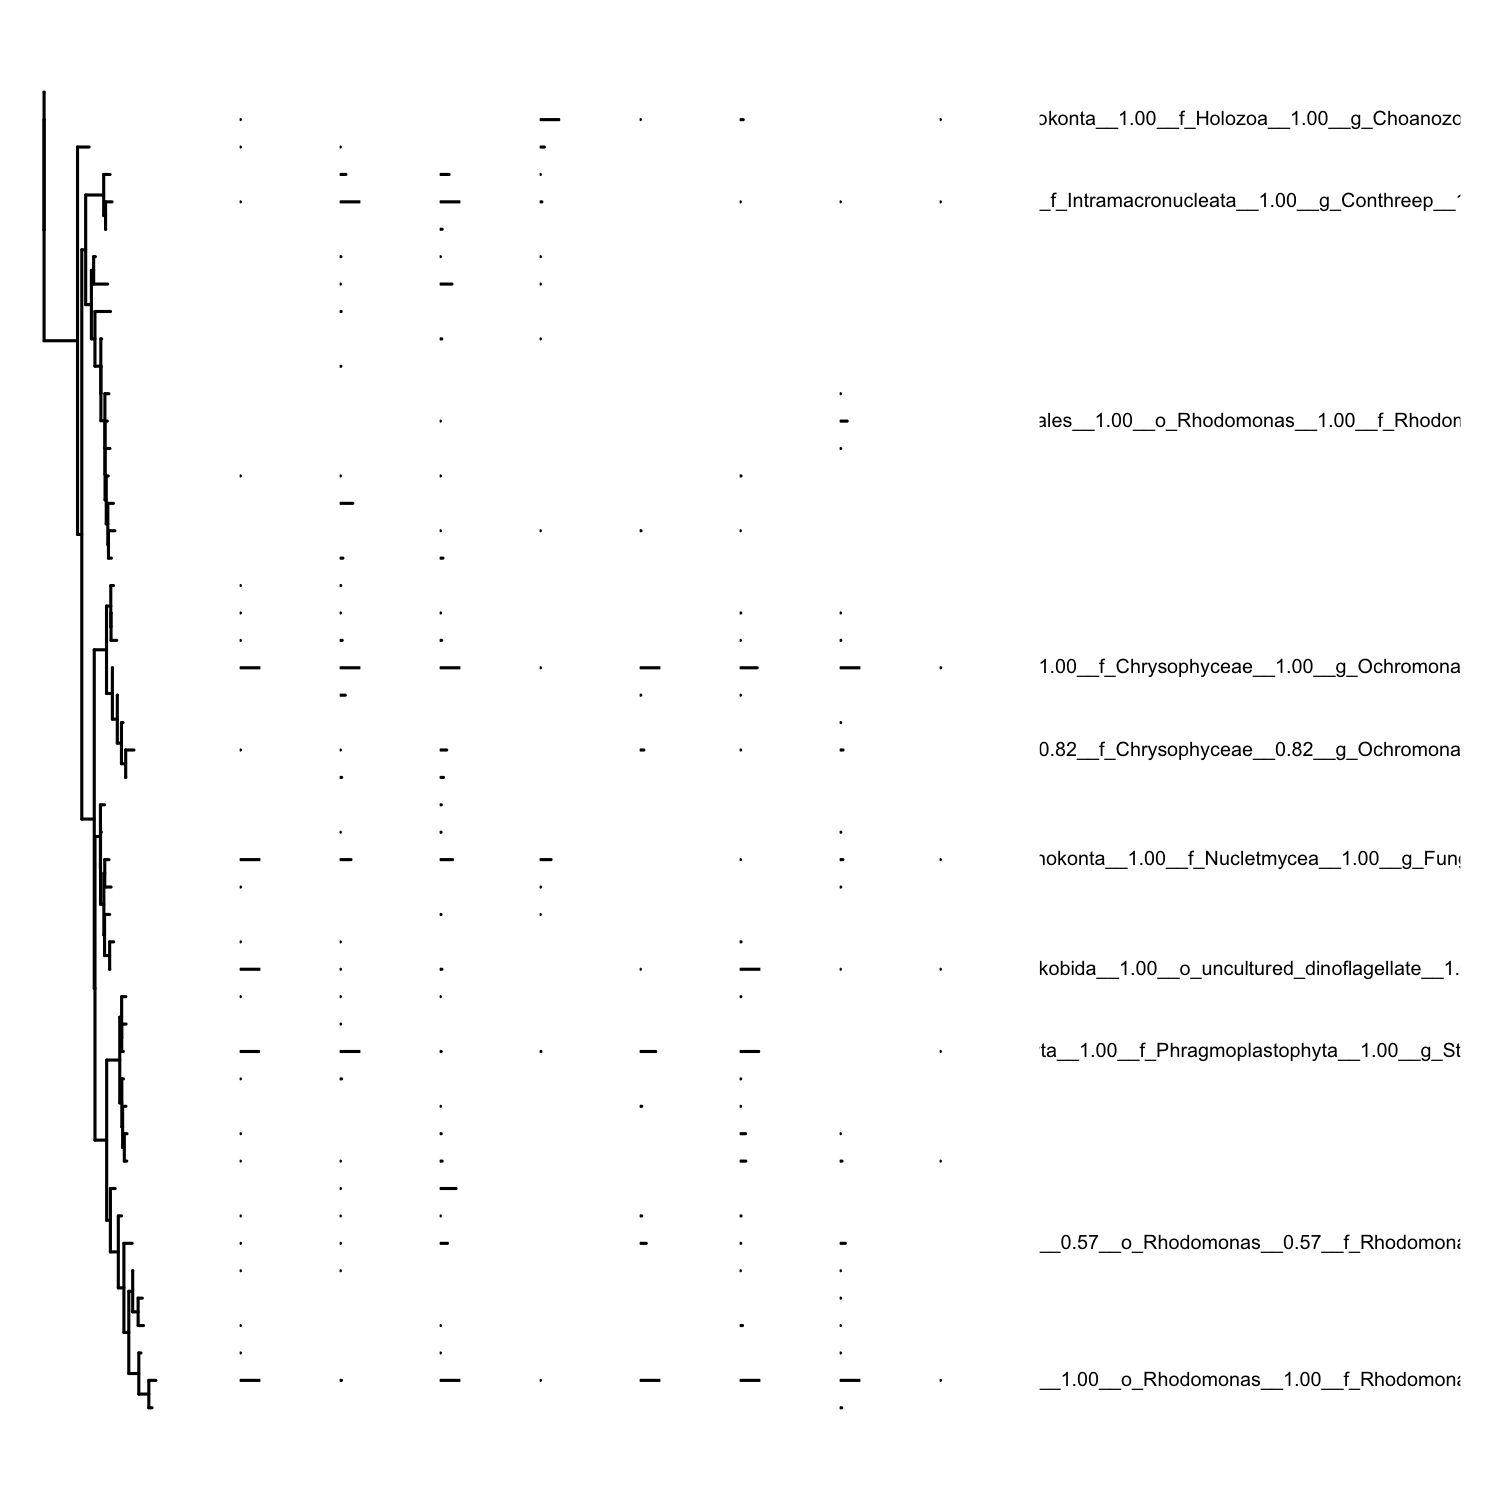 okonta__1.00__f_Holozoa__1.00__g_Choanozo
_f_Intramacronucleata__1.00__g_Conthreep__
ales__1.00__o_Rhodomonas__1.00__f_Rhodon
1.00__f_Chrysophyceae__1.00__g_Ochromona
0.82__f_Chrysophyceae__0.82__g_Ochromona
nokonta__1.00__f_Nucletmycea__1.00__g_Fung
kobida__1.00__o_uncultured_dinoflagellate__1.
ta__1.00__f_Phragmoplastophyta__1.00__g_St
__0.57__o_Rhodomonas__0.57__f_Rhodomona
__1.00__o_Rhodomonas__1.00__f_Rhodomona